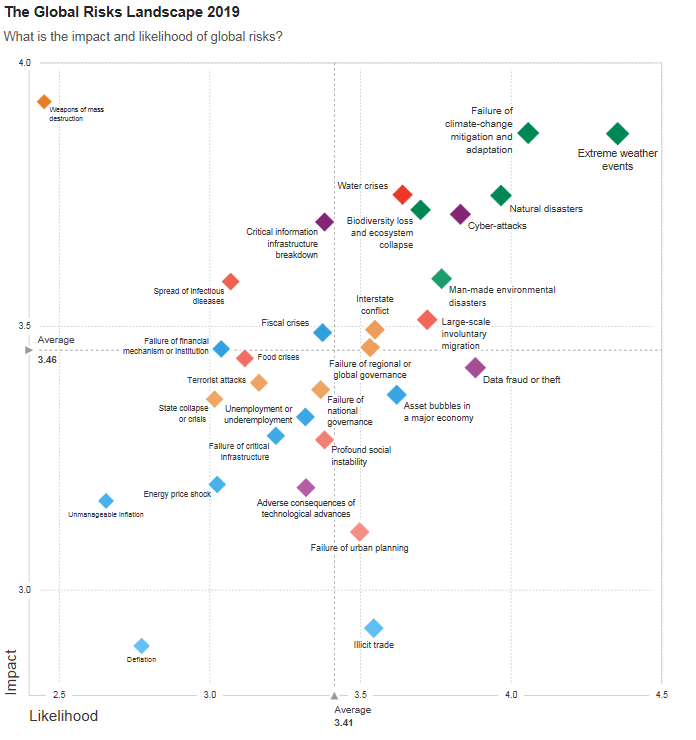 The Global Risks Landscape 2019
What is the impact and likelihood of global risks?
4.0
Weapons of mass
destruction
Failure of
climate-change
mitigation and
adaptation
Extreme weather
events
Water crises
Natural disasters
Biodiversity loss
and ecosystem
collapse
Cyber-attacks
Critical information
infrastructure
breakdown
Spread of infectious
diseases
Man-made environmental
disasters
Interstate
conflict
Fiscal crises
Large-scale
involuntary
migration
3.5
Average
3.46
Failure of financial
mechanism or institution
Food crises
Failure of regional or
global governance
Data fraud or theft
Terrorist attacks
State collapse
or crisis
Unemployment or
underemployment
Failure of
national
governance
Asset bubbles in
a major economy
Failure of critical
infrastructure
Profound social
instability
Energy price shock
Adverse consequences of
technological advances
Unmanageable inflation
Failure of urban planning
3.0
Illicit trade
Deflation
Impact
2.5
3.0
3.5
4.0
4.5
Likelihood
Average
3.41